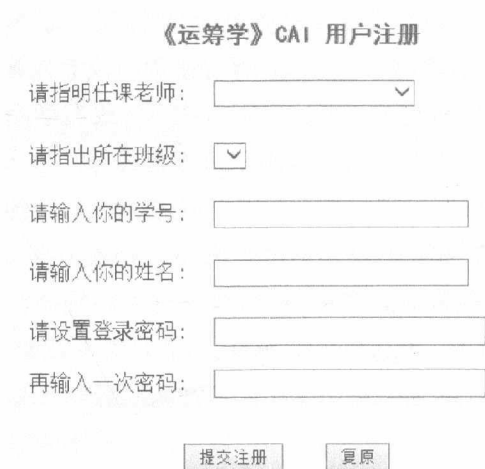 《运筹学》CAI 用户注册
请指明任课老师:
请指出所在班级:
请输入你的学号:
请输入你的姓名:
请设置登录密码:
再输入一次密码:
提交注册 复原